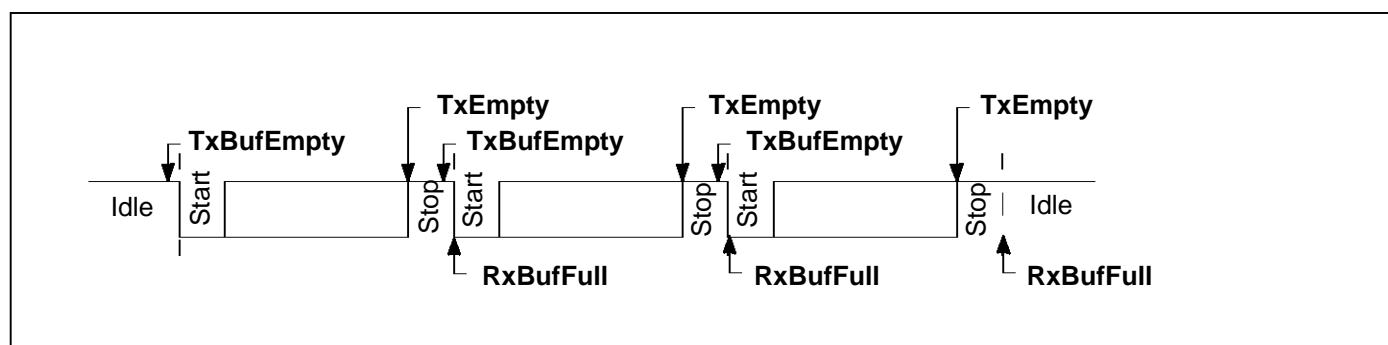 TxEmpty TxEmpty TxEmpty
TxBufEmpty TxBufEmpty TxBufEmpty
Idle Start Stop Start Stop Start Stop Idle
RxBufFull RxBufFull RxBufFull